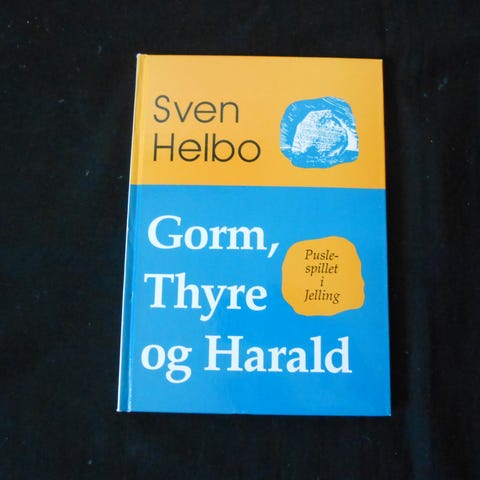 Sven
Helbo
Gorm,
Thyre
og Harald
Pusle-
spillet
i
Jelling